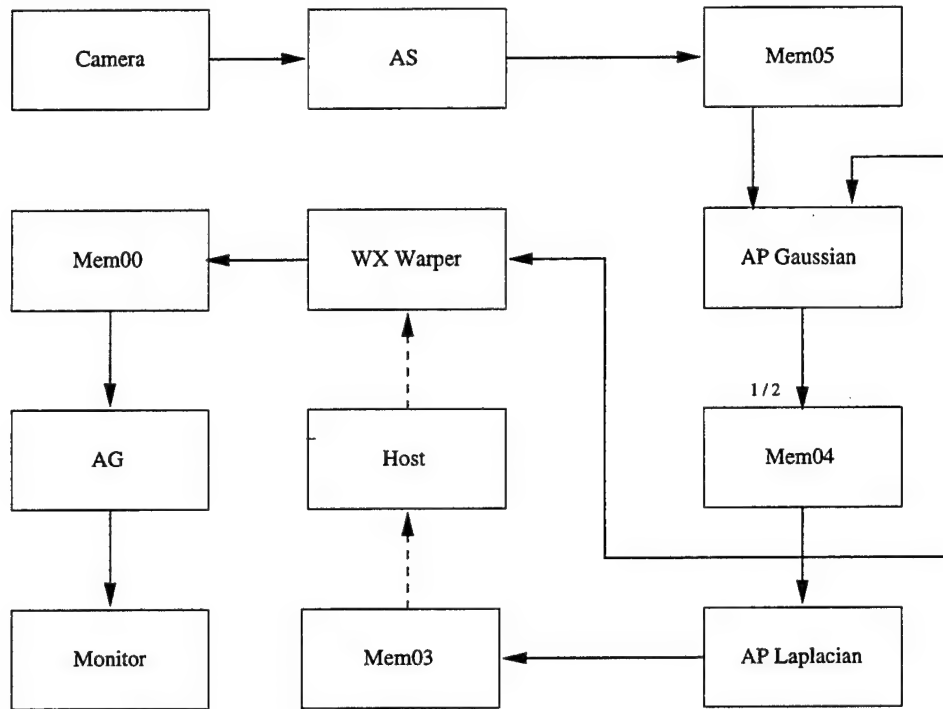 Camera
AS
Mem05
Mem00
WX Warper
AP Gaussian
1 / 2
AG
Host
Mem04
Monitor
Mem03
AP Laplacian